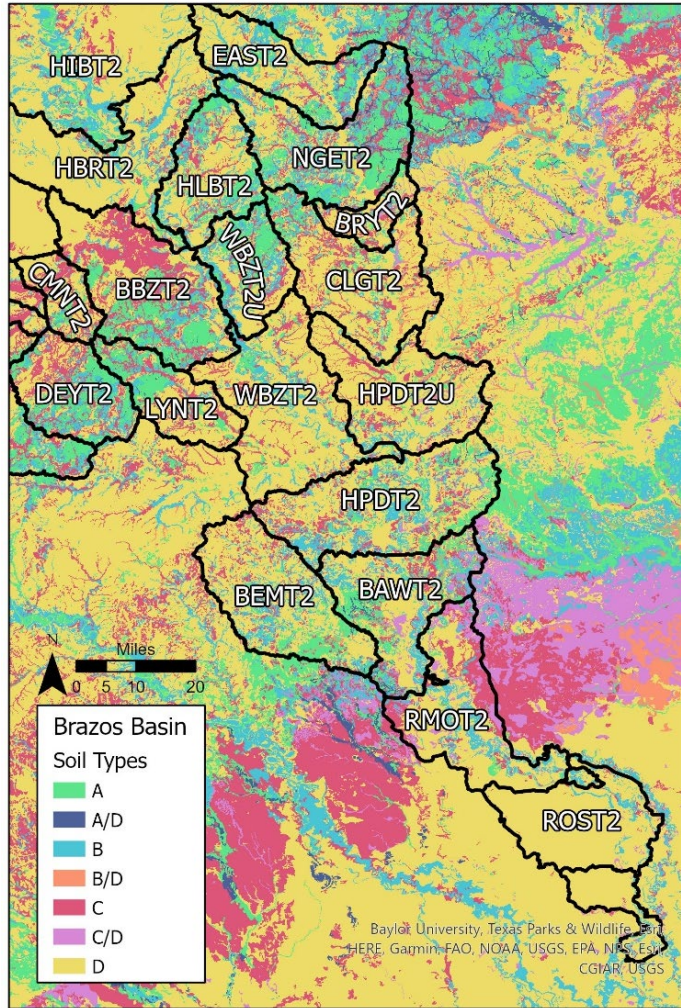 HIBT2
EAST2
HBRT2
HLBT2
NGET2
BRYT2
WBZT2U
CMNT2
BBZT2
CLGT2
DEYT2
LYNT2
WBZT2
HPDT2U
HPDT2
BEMT2
BAWT2
N
Miles
0 5 10 20
RMOT2
ROST2
Brazos Basin
Soil Types
A
A/D
B
B/D
C
C/D
D
Baylor University, Texas Parks & Wildlife, Esri,
HERE, Garmin, FAO, NOAA, USGS, EPA, NPS, Esri,
CGIAR, USGS